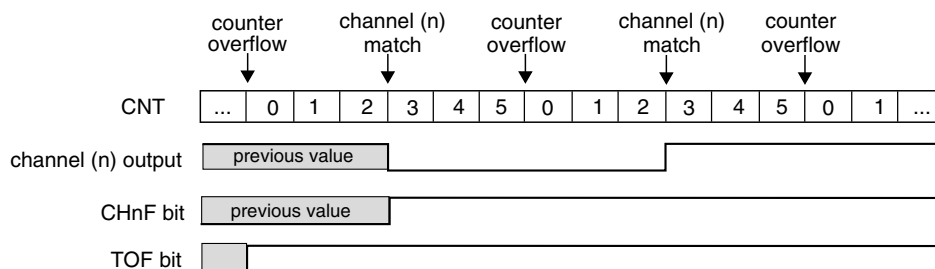 counter overflow
channel (n) match
counter overflow
channel (n) match
counter overflow
CNT ... 0 1 2 3 4 5 0 1 2 3 4 5 0 1 ...
channel (n) output previous value
CHnF bit previous value
TOF bit